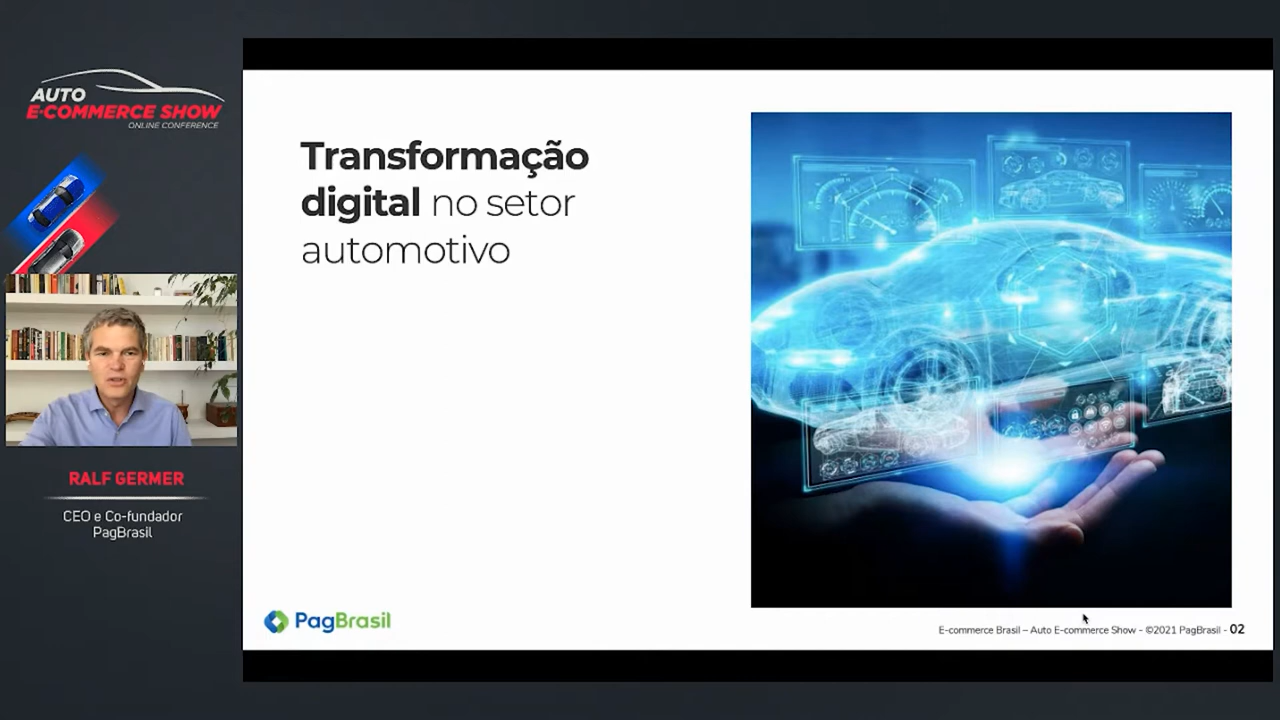 AUTO
E-COMMERCE SHOW
ONLINE CONFERENCE
RALF GERMER
CEO e Co-fundador
PagBrasil
Transformação
digital no setor
automotivo
PagBrasil
E-commerce Brasil – Auto E-commerce Show - ©2021 PagBrasil - 02